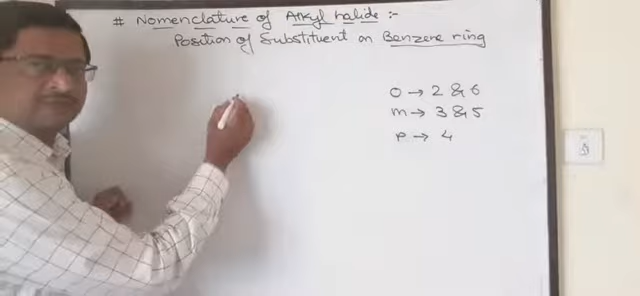 # Nomenclature of Alkyl halide :-
Position of Substituent on Benzene ring
O → 2 & 6
m → 3 & 5
P → 4